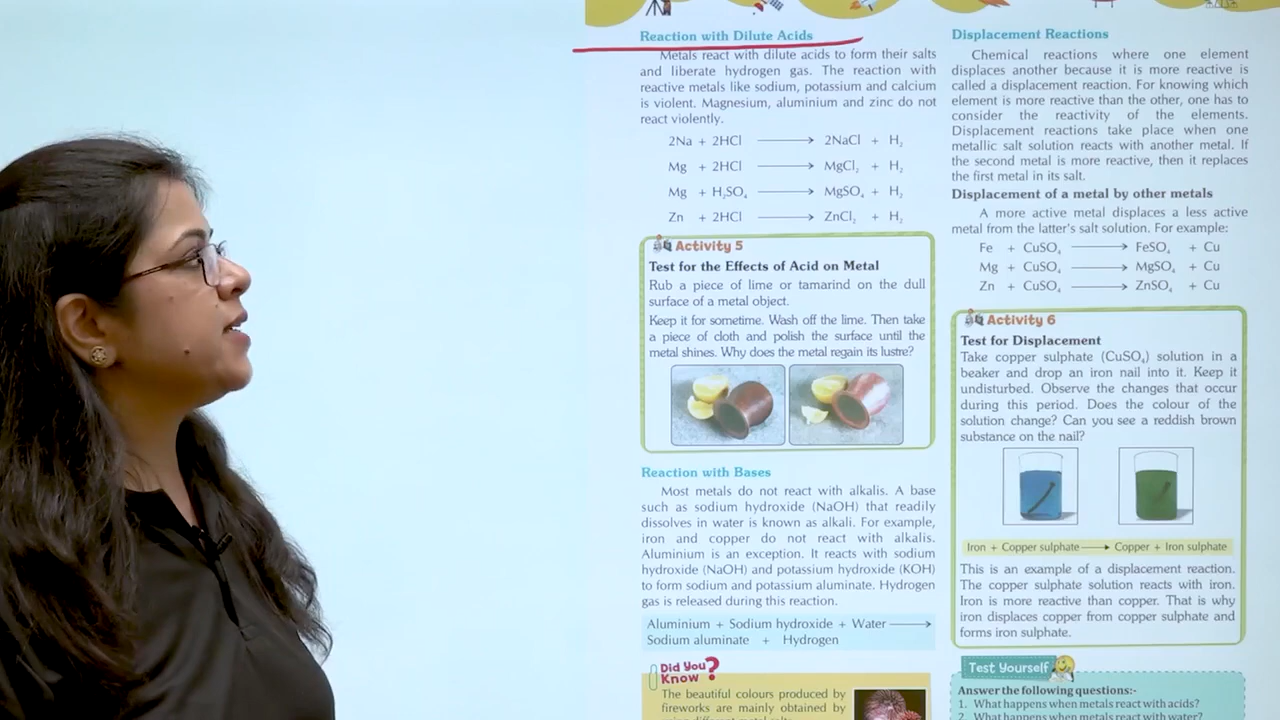 Reaction with Dilute Acids
Metals react with dilute acids to form their salts
and liberate hydrogen gas. The reaction with
reactive metals like sodium, potassium and calcium
is violent. Magnesium, aluminium and zinc do not
react violently.
2Na + 2HCl ⟶ 2NaCl + H₂
Mg + 2HCl ⟶ MgCl₂ + H₂
Mg + H₂SO₄ ⟶ MgSO₄ + H₂
Zn + 2HCl ⟶ ZnCl₂ + H₂
Activity 5
Test for the Effects of Acid on Metal
Rub a piece of lime or tamarind on the dull
surface of a metal object.
Keep it for sometime. Wash off the lime. Then take
a piece of cloth and polish the surface until the
metal shines. Why does the metal regain its lustre?
Reaction with Bases
Most metals do not react with alkalis. A base
such as sodium hydroxide (NaOH) that readily
dissolves in water is known as alkali. For example,
iron and copper do not react with alkalis.
Aluminium is an exception. It reacts with sodium
hydroxide (NaOH) and potassium hydroxide (KOH)
to form sodium and potassium aluminate. Hydrogen
gas is released during this reaction.
Aluminium + Sodium hydroxide + Water ⟶
Sodium aluminate + Hydrogen
Did You
Know ?
The beautiful colours produced by
fireworks are mainly obtained by
Displacement Reactions
Chemical reactions where one element
displaces another because it is more reactive is
called a displacement reaction. For knowing which
element is more reactive than the other, one has to
consider the reactivity of the elements.
Displacement reactions take place when one
metallic salt solution reacts with another metal. If
the second metal is more reactive, then it replaces
the first metal in its salt.
Displacement of a metal by other metals
A more active metal displaces a less active
metal from the latter's salt solution. For example:
Fe + CuSO₄ ⟶ FeSO₄ + Cu
Mg + CuSO₄ ⟶ MgSO₄ + Cu
Zn + CuSO₄ ⟶ ZnSO₄ + Cu
Activity 6
Test for Displacement
Take copper sulphate (CuSO₄) solution in a
beaker and drop an iron nail into it. Keep it
undisturbed. Observe the changes that occur
during this period. Does the colour of the
solution change? Can you see a reddish brown
substance on the nail?
Iron + Copper sulphate ⟶ Copper + Iron sulphate
This is an example of a displacement reaction.
The copper sulphate solution reacts with iron.
Iron is more reactive than copper. That is why
iron displaces copper from copper sulphate and
forms iron sulphate.
Test Yourself
Answer the following questions:-
1. What happens when metals react with acids?
2. What happens when metals react with water?